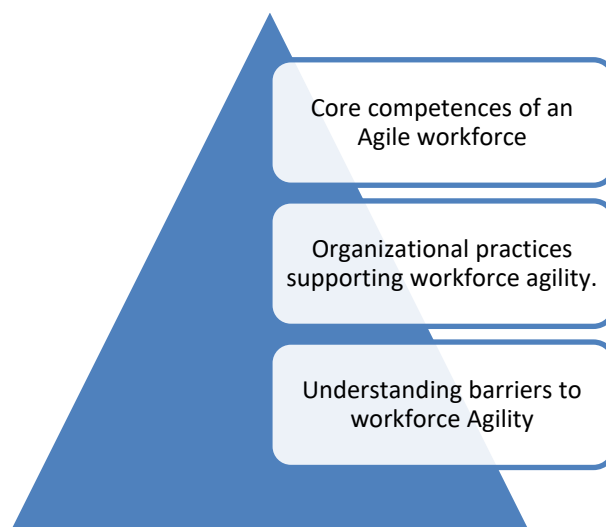 Core competences of an
Agile workforce
Organizational practices
supporting workforce agility.
Understanding barriers to
workforce Agility